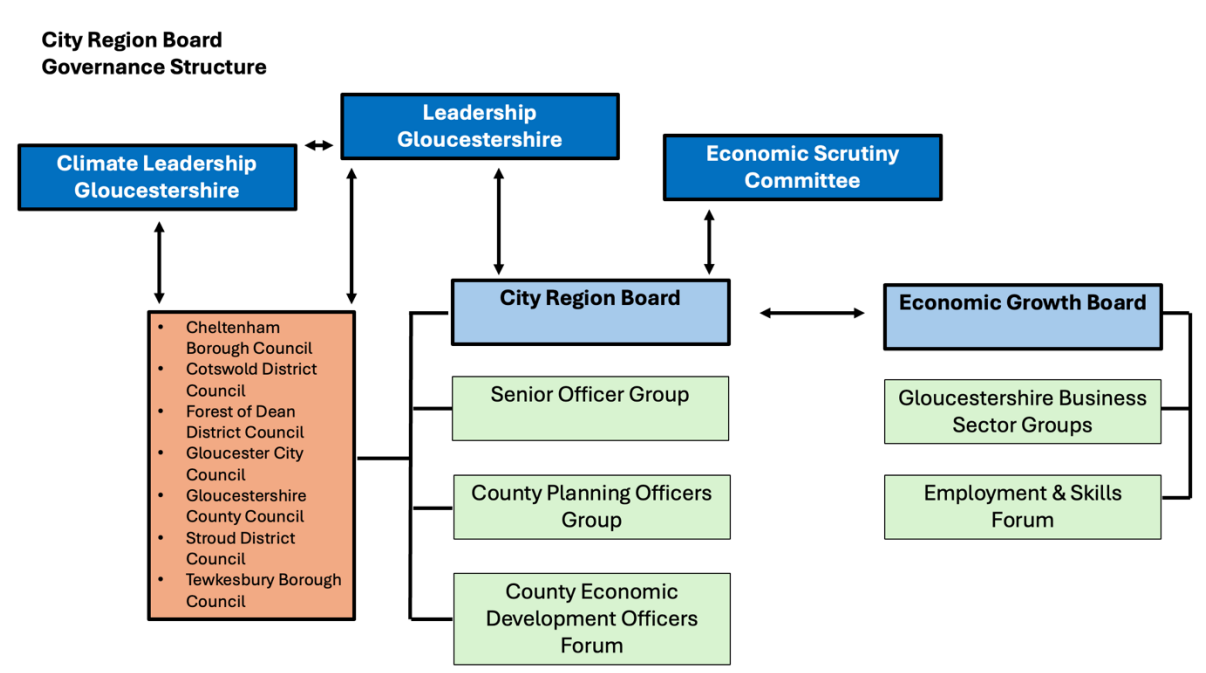 City Region Board
Governance Structure
Leadership
Gloucestershire
Climate Leadership
Gloucestershire
Economic Scrutiny
Committee
City Region Board
Economic Growth Board
• Cheltenham
Borough Council
• Cotswold District
Council
• Forest of Dean
District Council
• Gloucester City
Council
• Gloucestershire
County Council
• Stroud District
Council
• Tewkesbury Borough
Council
Senior Officer Group
County Planning Officers
Group
County Economic
Development Officers
Forum
Gloucestershire Business
Sector Groups
Employment & Skills
Forum